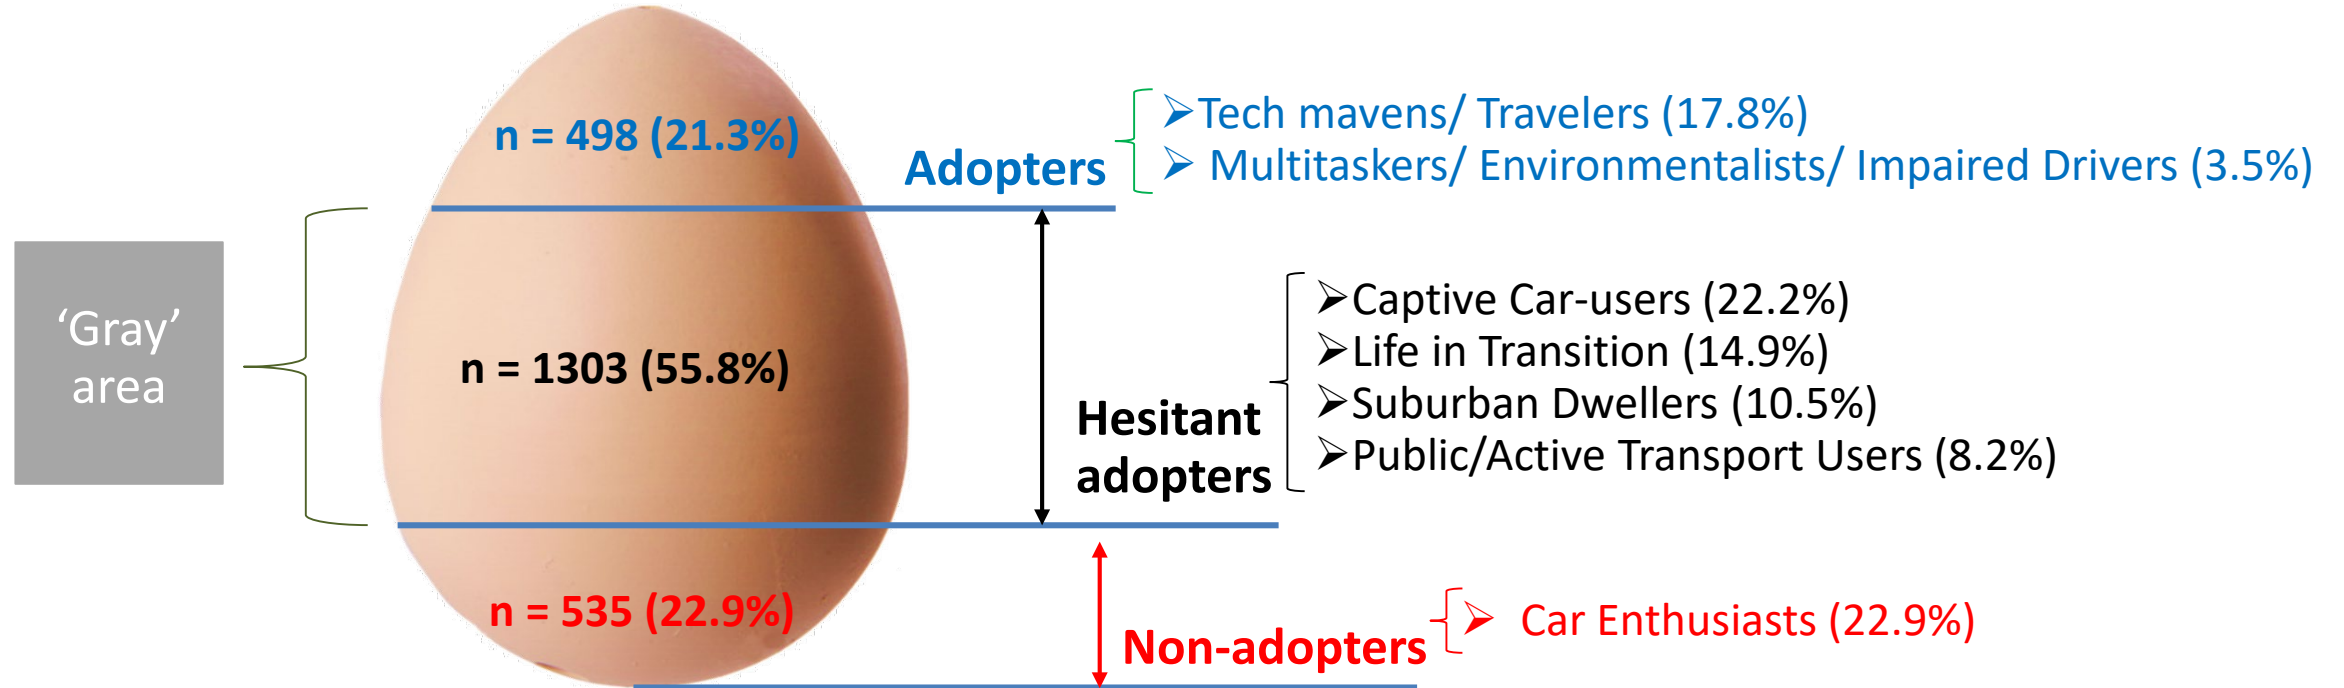 n = 498 (21.3%)
Adopters
➢Tech mavens/ Travelers (17.8%)
➢ Multitaskers/ Environmentalists/ Impaired Drivers (3.5%)
‘Gray’
area
n = 1303 (55.8%)
Hesitant
adopters
➢Captive Car-users (22.2%)
➢Life in Transition (14.9%)
➢Suburban Dwellers (10.5%)
➢Public/Active Transport Users (8.2%)
n = 535 (22.9%)
Non-adopters
➢ Car Enthusiasts (22.9%)